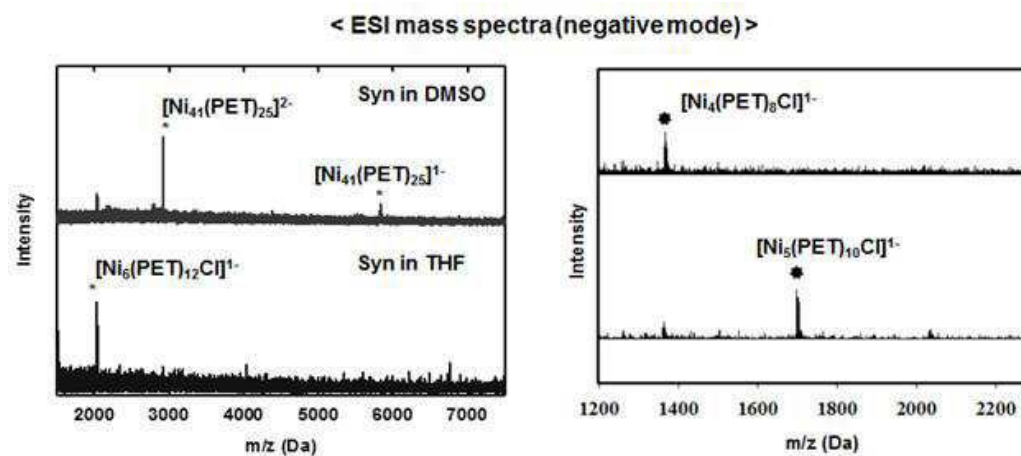 < ESI mass spectra (negative mode) >
Syn in DMSO
[Ni₄₁(PET)₂₅]²⁻
*
[Ni₄₁(PET)₂₅]¹⁻
*
Syn in THF
[Ni₆(PET)₁₂Cl]¹⁻
*
Intensity
2000 3000 4000 5000 6000 7000
m/z (Da)
[Ni₄(PET)₈Cl]¹⁻
[Ni₅(PET)₁₀Cl]¹⁻
Intensity
1200 1400 1600 1800 2000 2200
m/z (Da)